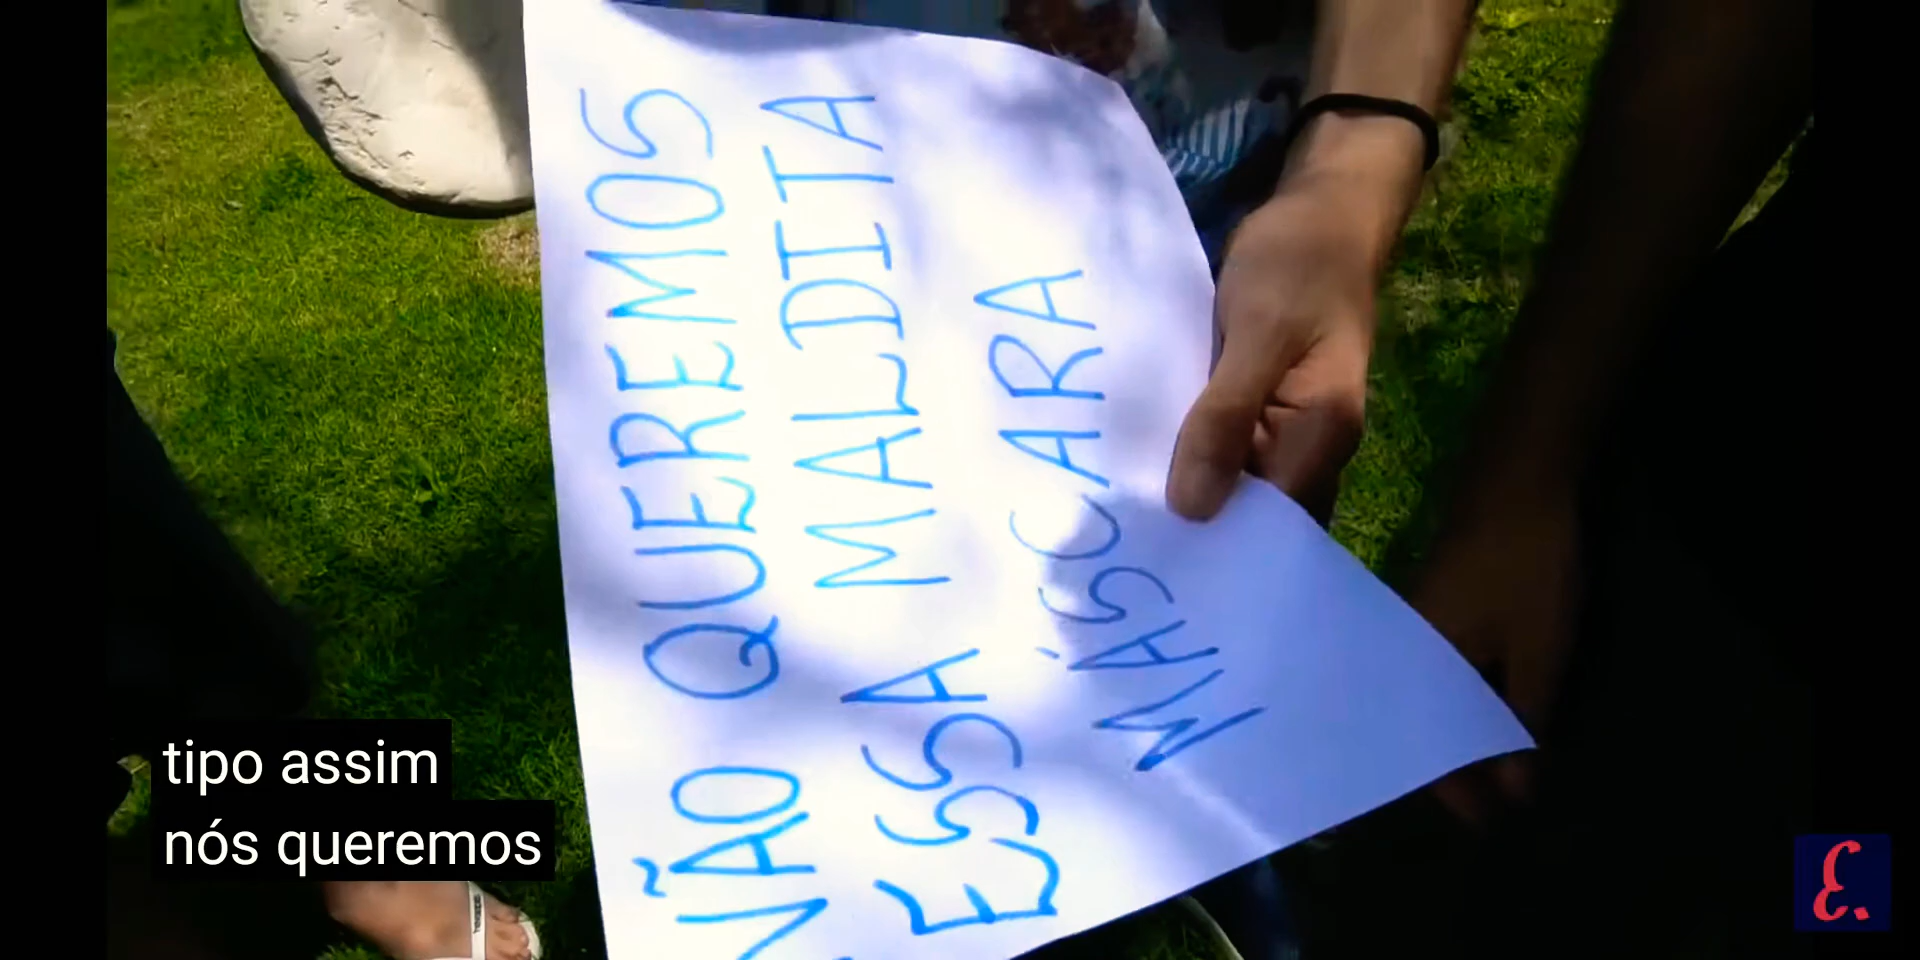 NÃO QUEREMOS
ESSA MALDITA
MÁSCARA
tipo assim
nós queremos
ε.